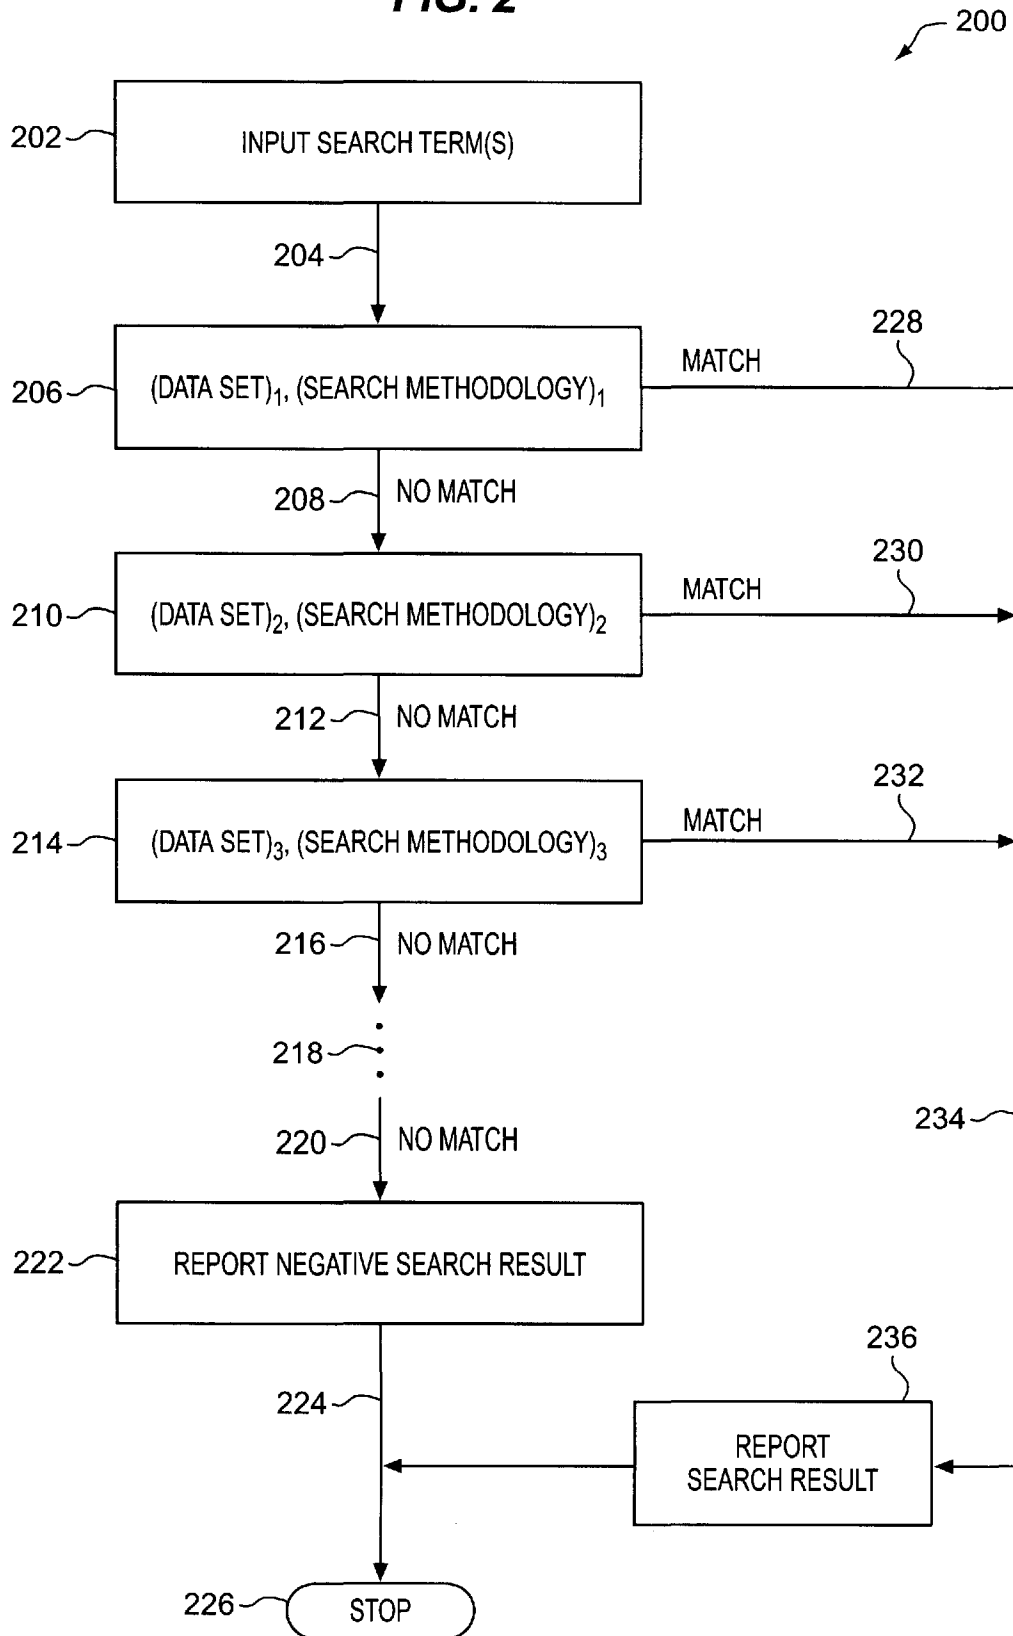 FIG. 2
200
202
INPUT SEARCH TERM(S)
204
228
MATCH
206
(DATA SET)1, (SEARCH METHODOLOGY)1
208
NO MATCH
230
MATCH
210
(DATA SET)2, (SEARCH METHODOLOGY)2
212
NO MATCH
232
MATCH
214
(DATA SET)3, (SEARCH METHODOLOGY)3
216
NO MATCH
218
234
220
NO MATCH
222
REPORT NEGATIVE SEARCH RESULT
236
224
REPORT
SEARCH RESULT
226
STOP